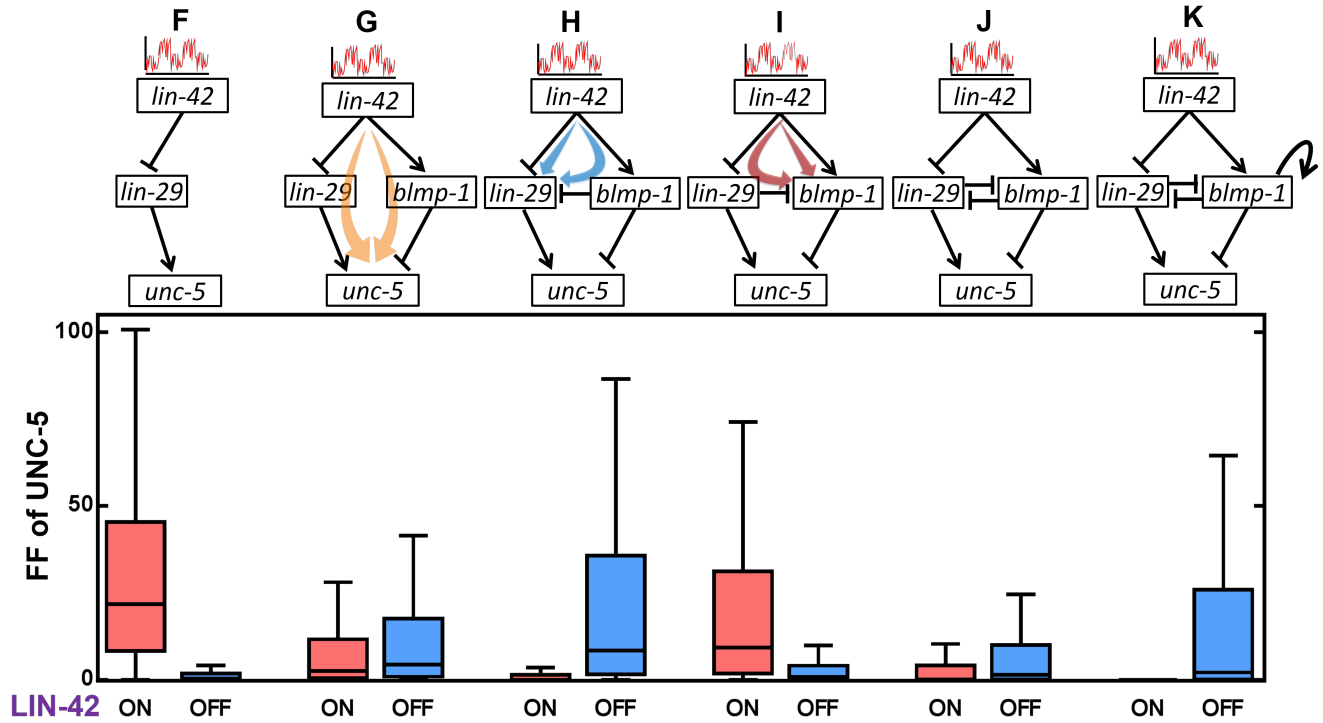 F G H I J K
lin-42 lin-42 lin-42 lin-42 lin-42 lin-42
lin-29 lin-29 blmp-1 lin-29 blmp-1 lin-29 blmp-1 lin-29 blmp-1 lin-29 blmp-1
unc-5 unc-5 unc-5 unc-5 unc-5 unc-5
100
50
0
FF of UNC-5
LIN-42 ON OFF ON OFF ON OFF ON OFF ON OFF ON OFF